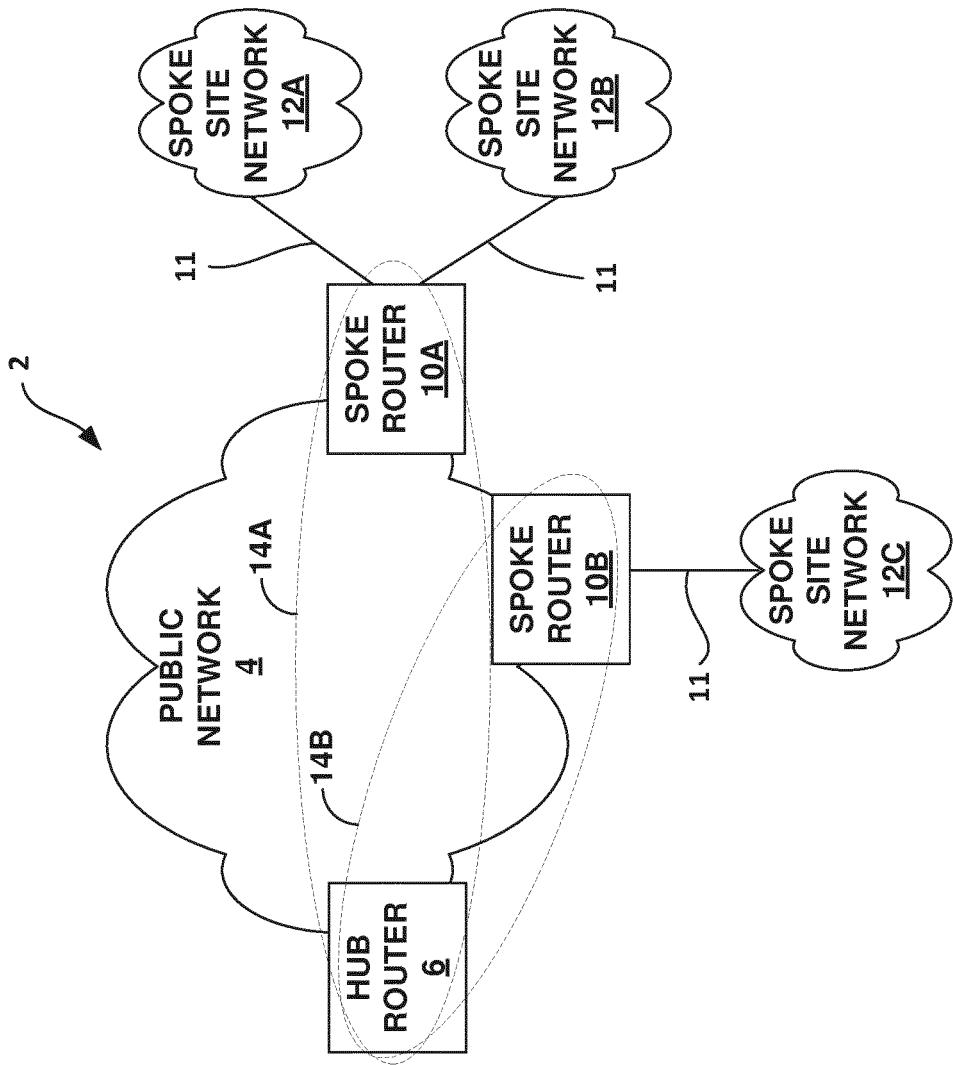 2
PUBLIC
NETWORK
4
14A
14B
HUB
ROUTER
6
SPOKE
ROUTER
10A
SPOKE
ROUTER
10B
11
11
11
SPOKE
SITE
NETWORK
12A
SPOKE
SITE
NETWORK
12B
SPOKE
SITE
NETWORK
12C